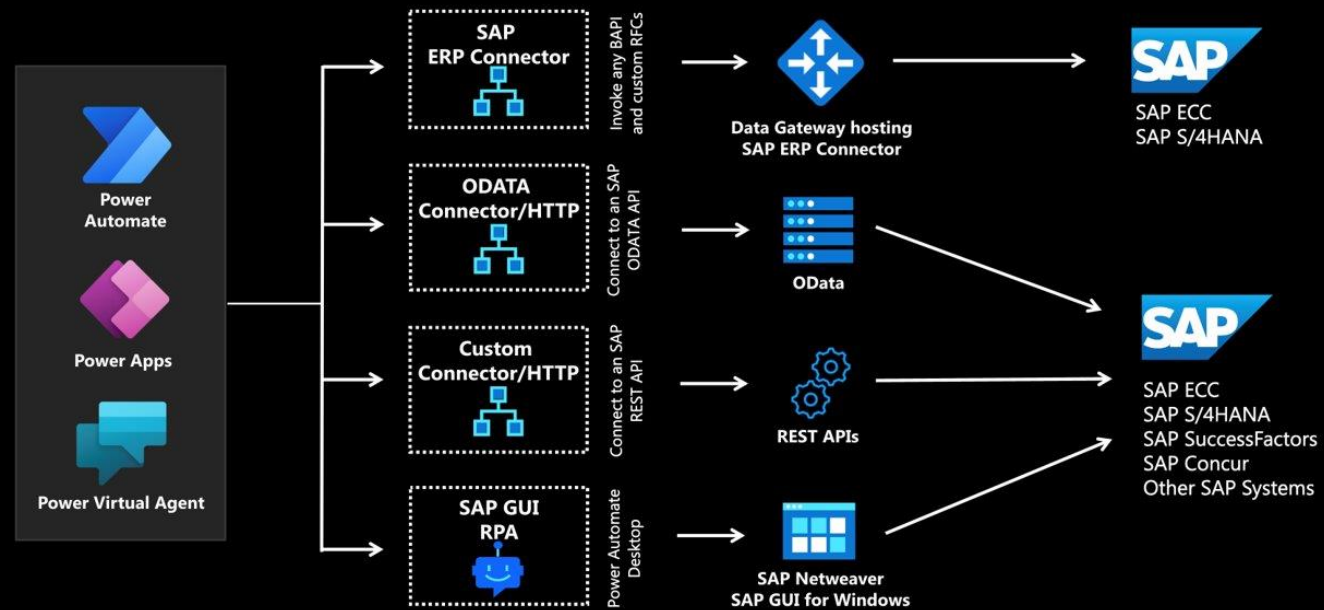 Power
Automate
Power Apps
Power Virtual Agent
SAP
ERP Connector
Invoke any BAPI
and custom RFCs
Data Gateway hosting
SAP ERP Connector
SAP
SAP ECC
SAP S/4HANA
ODATA
Connector/HTTP
Connect to an SAP
ODATA API
OData
Custom
Connector/HTTP
Connect to an SAP
REST API
REST APIs
SAP GUI
RPA
Power Automate
Desktop
SAP Netweaver
SAP GUI for Windows
SAP
SAP ECC
SAP S/4HANA
SAP SuccessFactors
SAP Concur
Other SAP Systems